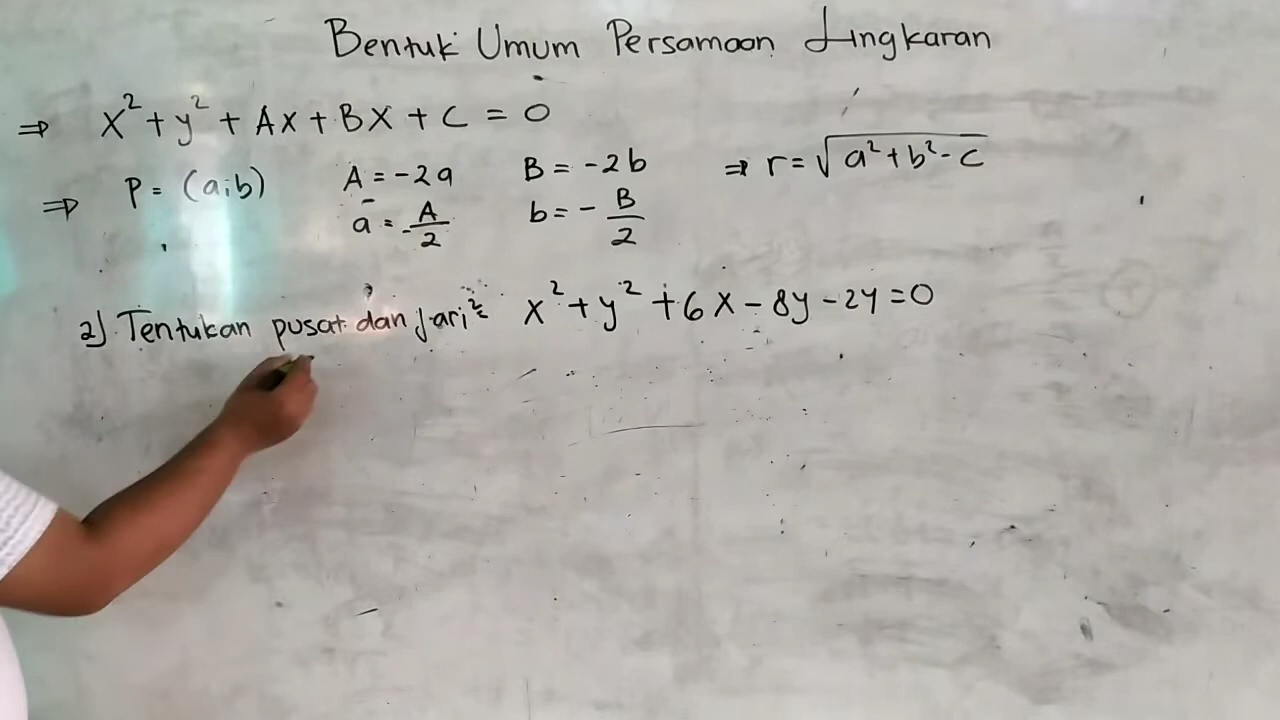 Bentuk Umum Persamaan Lingkaran
⇒ x² + y² + Ax + Bx + C = 0
⇒ P = (a;b) A = -2a B = -2b ⇒ r = √(a² + b² - c)
a = -A/2 b = -B/2
2) Tentukan pusat dan Jari² x² + y² + 6x - 8y - 24 = 0